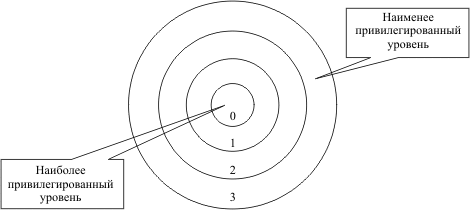 Наименее
привилегированный
уровень
0
1
2
3
Наиболее
привилегированный
уровень